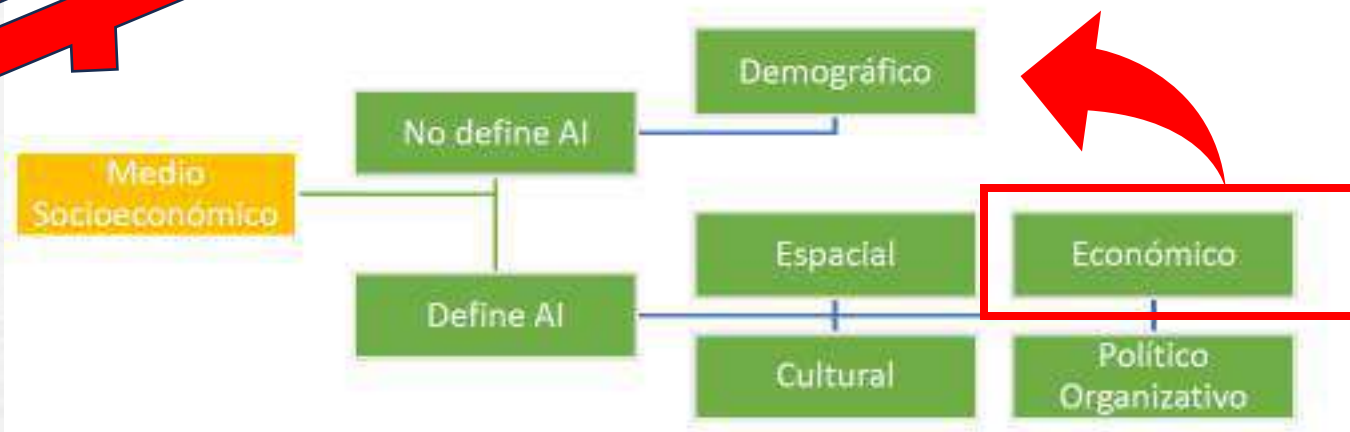 Demográfico
No define AI
Medio
Socioeconómico
Espacial
Económico
Define AI
Cultural
Político
Organizativo